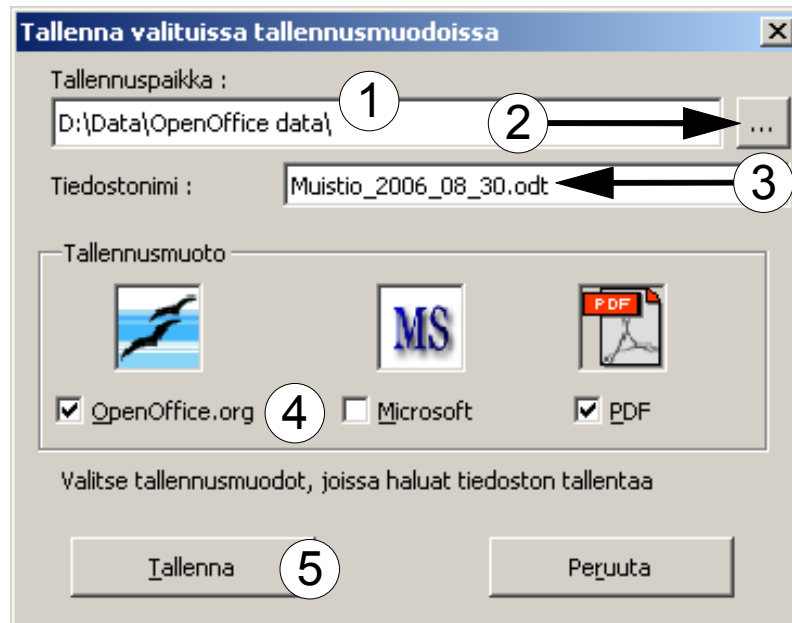 Tallenna valituissa tallennusmuodoissa
Tallennuspaikka :
1
D:\Data\OpenOffice data\
2
...
Tiedostonimi :
Muistio_2006_08_30.odt
3
Tallennusmuoto
MS
PDF
OpenOffice.org
4
Microsoft
PDF
Valitse tallennusmuodot, joissa haluat tiedoston tallentaa
Tallenna
5
Peruuta